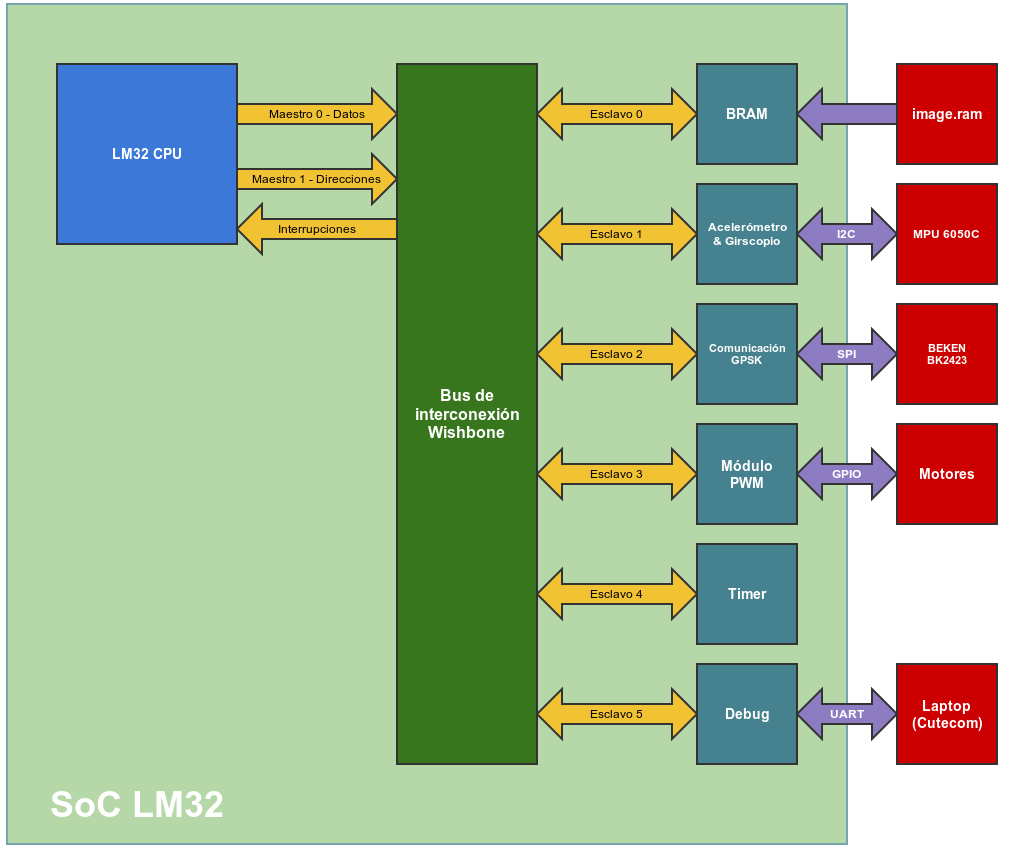 LM32 CPU
Maestro 0 - Datos
Maestro 1 - Direcciones
Interrupciones
Bus de
interconexión
Wishbone
Esclavo 0
BRAM
image.ram
Esclavo 1
Acelerómetro
& Girscopio
I2C
MPU 6050C
Esclavo 2
Comunicación
GPSK
SPI
BEKEN
BK2423
Esclavo 3
Módulo
PWM
GPIO
Motores
Esclavo 4
Timer
Esclavo 5
Debug
UART
Laptop
(Cutecom)
SoC LM32